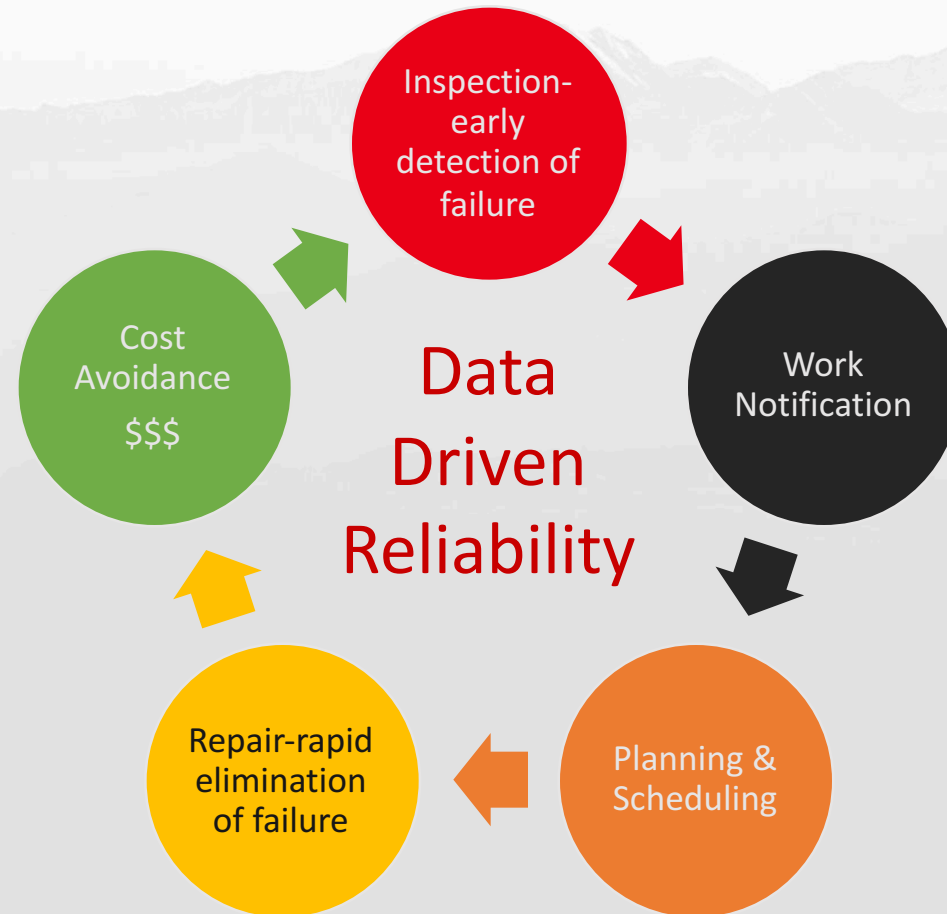 Inspection-
early
detection of
failure
Work
Notification
Planning &
Scheduling
Repair-rapid
elimination
of failure
Cost
Avoidance
$$$
Data
Driven
Reliability